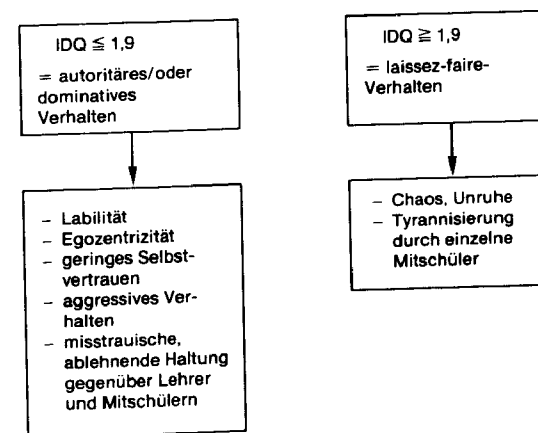 IDQ ≦ 1,9
= autoritäres/oder
dominatives
Verhalten
– Labilität
– Egozentrizität
– geringes Selbst-
vertrauen
– aggressives Ver-
halten
– misstrauische,
ablehnende Haltung
gegenüber Lehrer
und Mitschülern
IDQ ≧ 1,9
= laissez-faire-
Verhalten
– Chaos, Unruhe
– Tyrannisierung
durch einzelne
Mitschüler